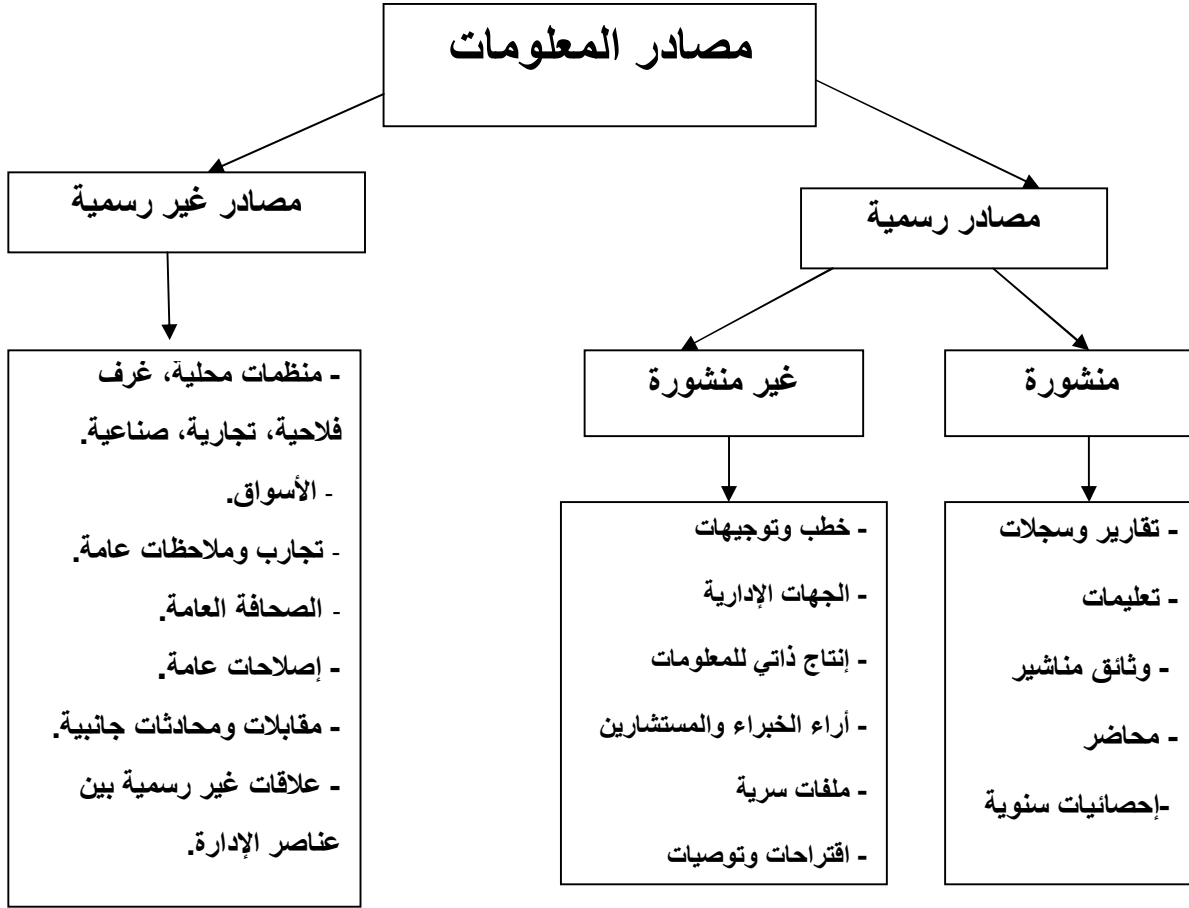 مصادر المعلومات
مصادر رسمية
مصادر غير رسمية
منشورة
غير منشورة
- تقارير وسجلات
- تعليمات
- وثائق مناشير
- محاضر
-إحصائيات سنوية
- خطب وتوجيهات
- الجهات الإدارية
- إنتاج ذاتي للمعلومات
- أراء الخبراء والمستشارين
- ملفات سرية
- اقتراحات وتوصيات
- منظمات محلية، غرف
فلاحية، تجارية، صناعية.
- الأسواق.
- تجارب وملاحظات عامة.
- الصحافة العامة.
- إصلاحات عامة.
- مقابلات ومحادثات جانبية.
- علاقات غير رسمية بين
عناصر الإدارة.